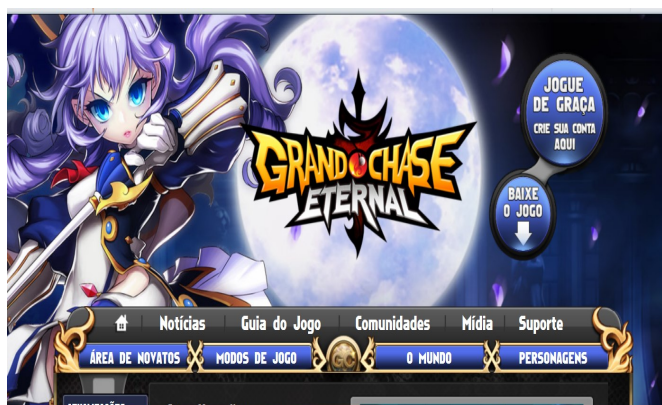 JOGUE
DE GRAÇA
CRIE SUA CONTA
AQUI
GRAND CHASE
ETERNAL
BAIXE
O JOGO
Notícias Guia do Jogo Comunidades Mídia Suporte
ÁREA DE NOVATOS MODOS DE JOGO GC O MUNDO PERSONAGENS